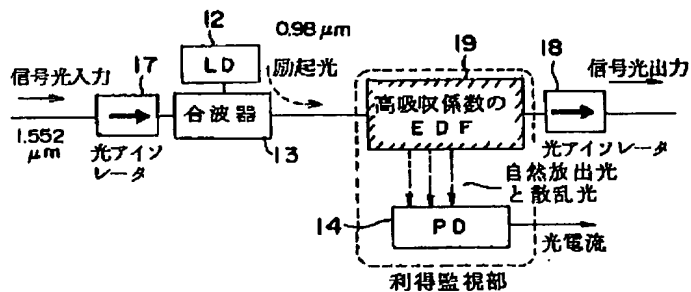 12
0.98 μm
LD
励起光
19
18
信号光入力
17
信号光出力
合波器
高吸収係数の
EDF
1.552
μm
光アイソ
レータ
13
光アイソレータ
自然放出光
と散乱光
14
PD
光電流
利得監視部